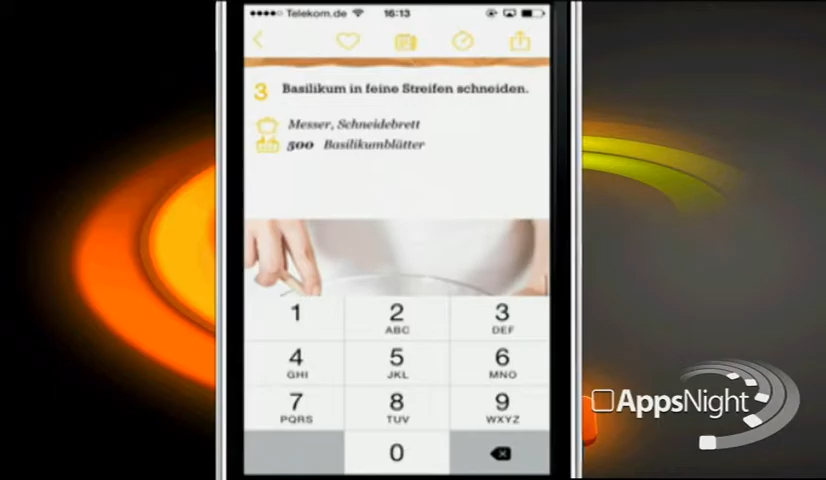 Telekom.de 16:13
3 Basilikum in feine Streifen schneiden.
Messer, Schneidebrett
500 Basilikumblätter
1 2 3
ABC DEF
4 5 6
GHI JKL MNO
7 8 9
PQRS TUV WXYZ
0
AppsNight